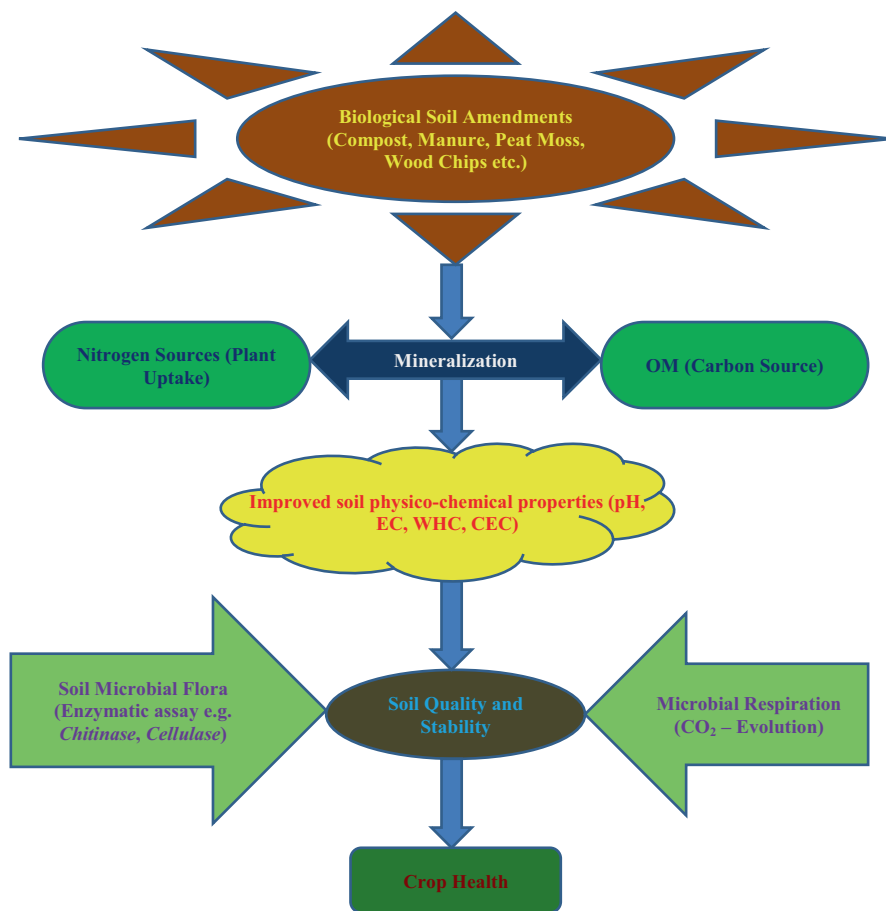 Biological Soil Amendments
(Compost, Manure, Peat Moss,
Wood Chips etc.)
Nitrogen Sources (Plant
Uptake)
Mineralization
OM (Carbon Source)
Improved soil physico-chemical properties (pH,
EC, WHC, CEC)
Soil Microbial Flora
(Enzymatic assay e.g.
Chitinase, Cellulase)
Soil Quality and
Stability
Microbial Respiration
(CO₂ – Evolution)
Crop Health